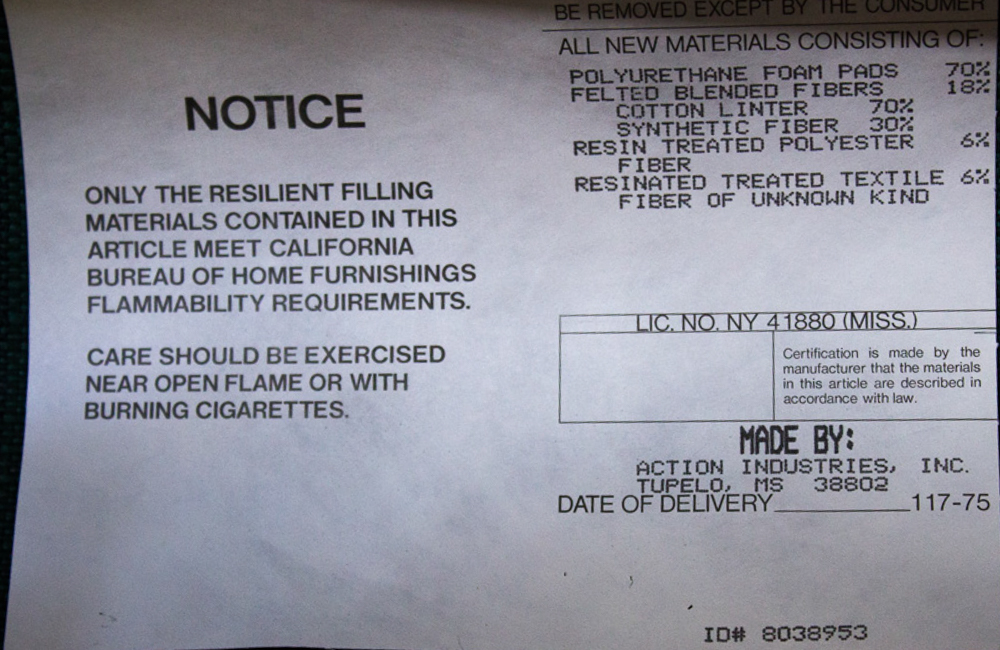 NOTICE
ONLY THE RESILIENT FILLING
MATERIALS CONTAINED IN THIS
ARTICLE MEET CALIFORNIA
BUREAU OF HOME FURNISHINGS
FLAMMABILITY REQUIREMENTS.
CARE SHOULD BE EXERCISED
NEAR OPEN FLAME OR WITH
BURNING CIGARETTES.
BE REMOVED EXCEPT BY THE CONSUMER
ALL NEW MATERIALS CONSISTING OF:
POLYURETHANE FOAM PADS 70%
FELTED BLENDED FIBERS 18%
COTTON LINTER 70%
SYNTHETIC FIBER 30%
RESIN TREATED POLYESTER 6%
FIBER
RESINATED TREATED TEXTILE 6%
FIBER OF UNKNOWN KIND
LIC. NO. NY 41880 (MISS.)
Certification is made by the
manufacturer that the materials
in this article are described in
accordance with law.
MADE BY:
ACTION INDUSTRIES, INC.
TUPELO, MS 38802
DATE OF DELIVERY____________117-75
ID# 8038953